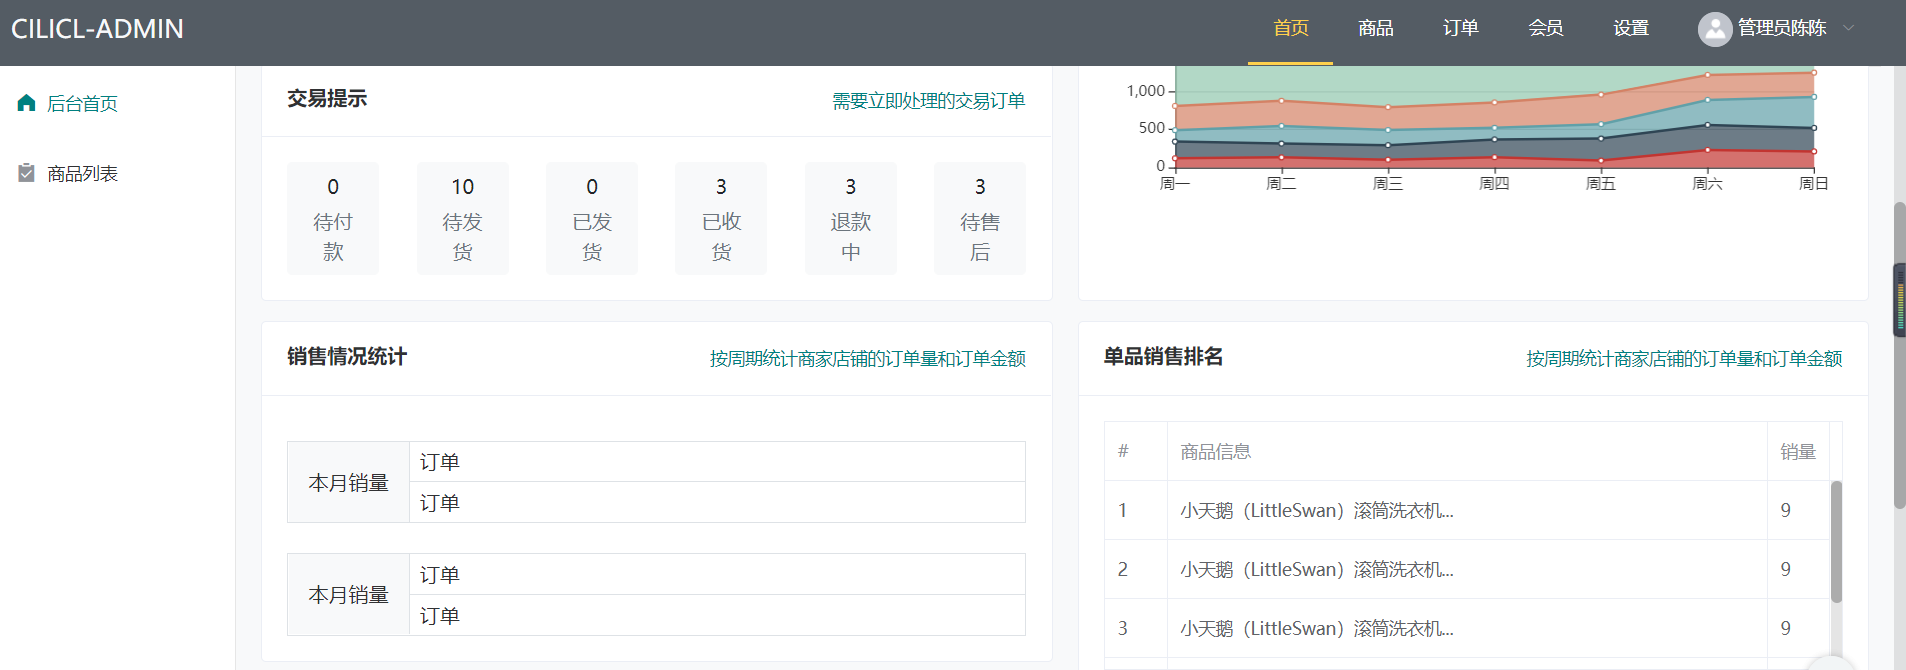 CILICL-ADMIN
首页 商品 订单 会员 设置 管理员陈陈
后台首页
商品列表
交易提示 需要立即处理的交易订单
0 10 0 3 3 3
待付 待发 已发 已收 退款 待售
款 货 货 货 中 后
1,000
500
0
周一 周二 周三 周四 周五 周六 周日
销售情况统计 按周期统计商家店铺的订单量和订单金额
本月销量
订单
订单
本月销量
订单
订单
单品销售排名 按周期统计商家店铺的订单量和订单金额
# 商品信息 销量
1 小天鹅（LittleSwan）滚筒洗衣机... 9
2 小天鹅（LittleSwan）滚筒洗衣机... 9
3 小天鹅（LittleSwan）滚筒洗衣机... 9